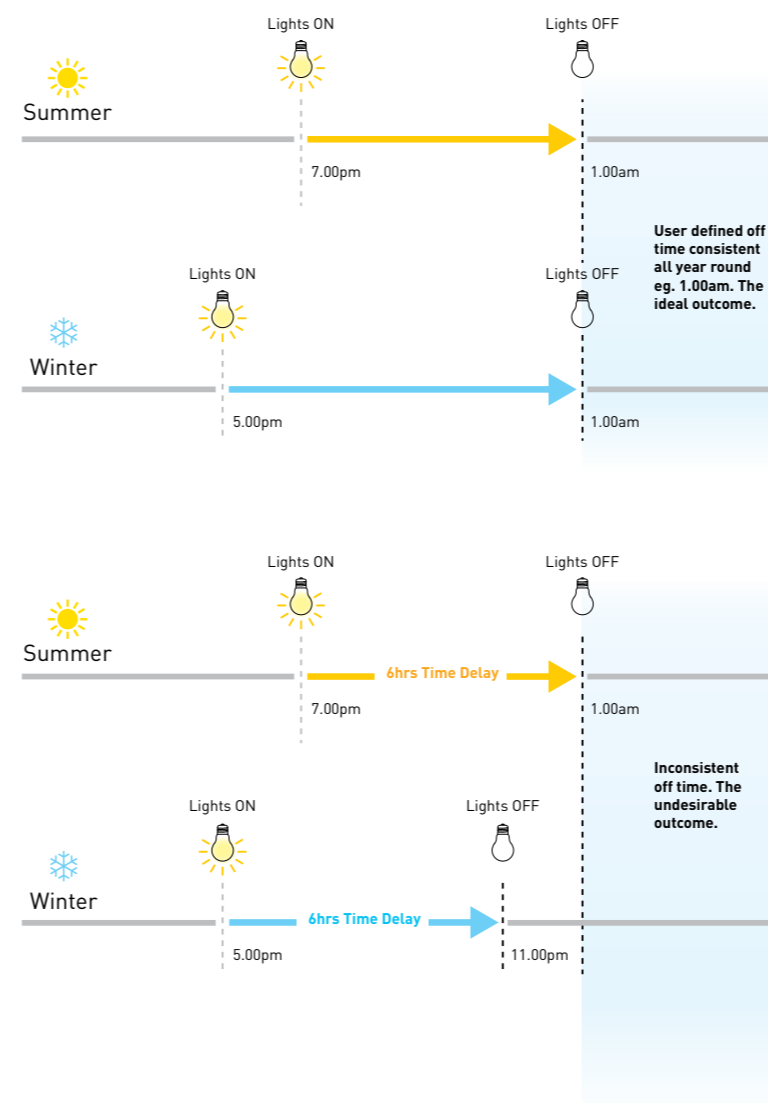 Lights ON
Lights OFF
Summer
7.00pm
1.00am
User defined off
time consistent
all year round
eg. 1.00am. The
ideal outcome.
Lights ON
Lights OFF
Winter
5.00pm
1.00am
Lights ON
Lights OFF
Summer
6hrs Time Delay
7.00pm
1.00am
Inconsistent
off time. The
undesirable
outcome.
Lights ON
Lights OFF
Winter
6hrs Time Delay
5.00pm
11.00pm